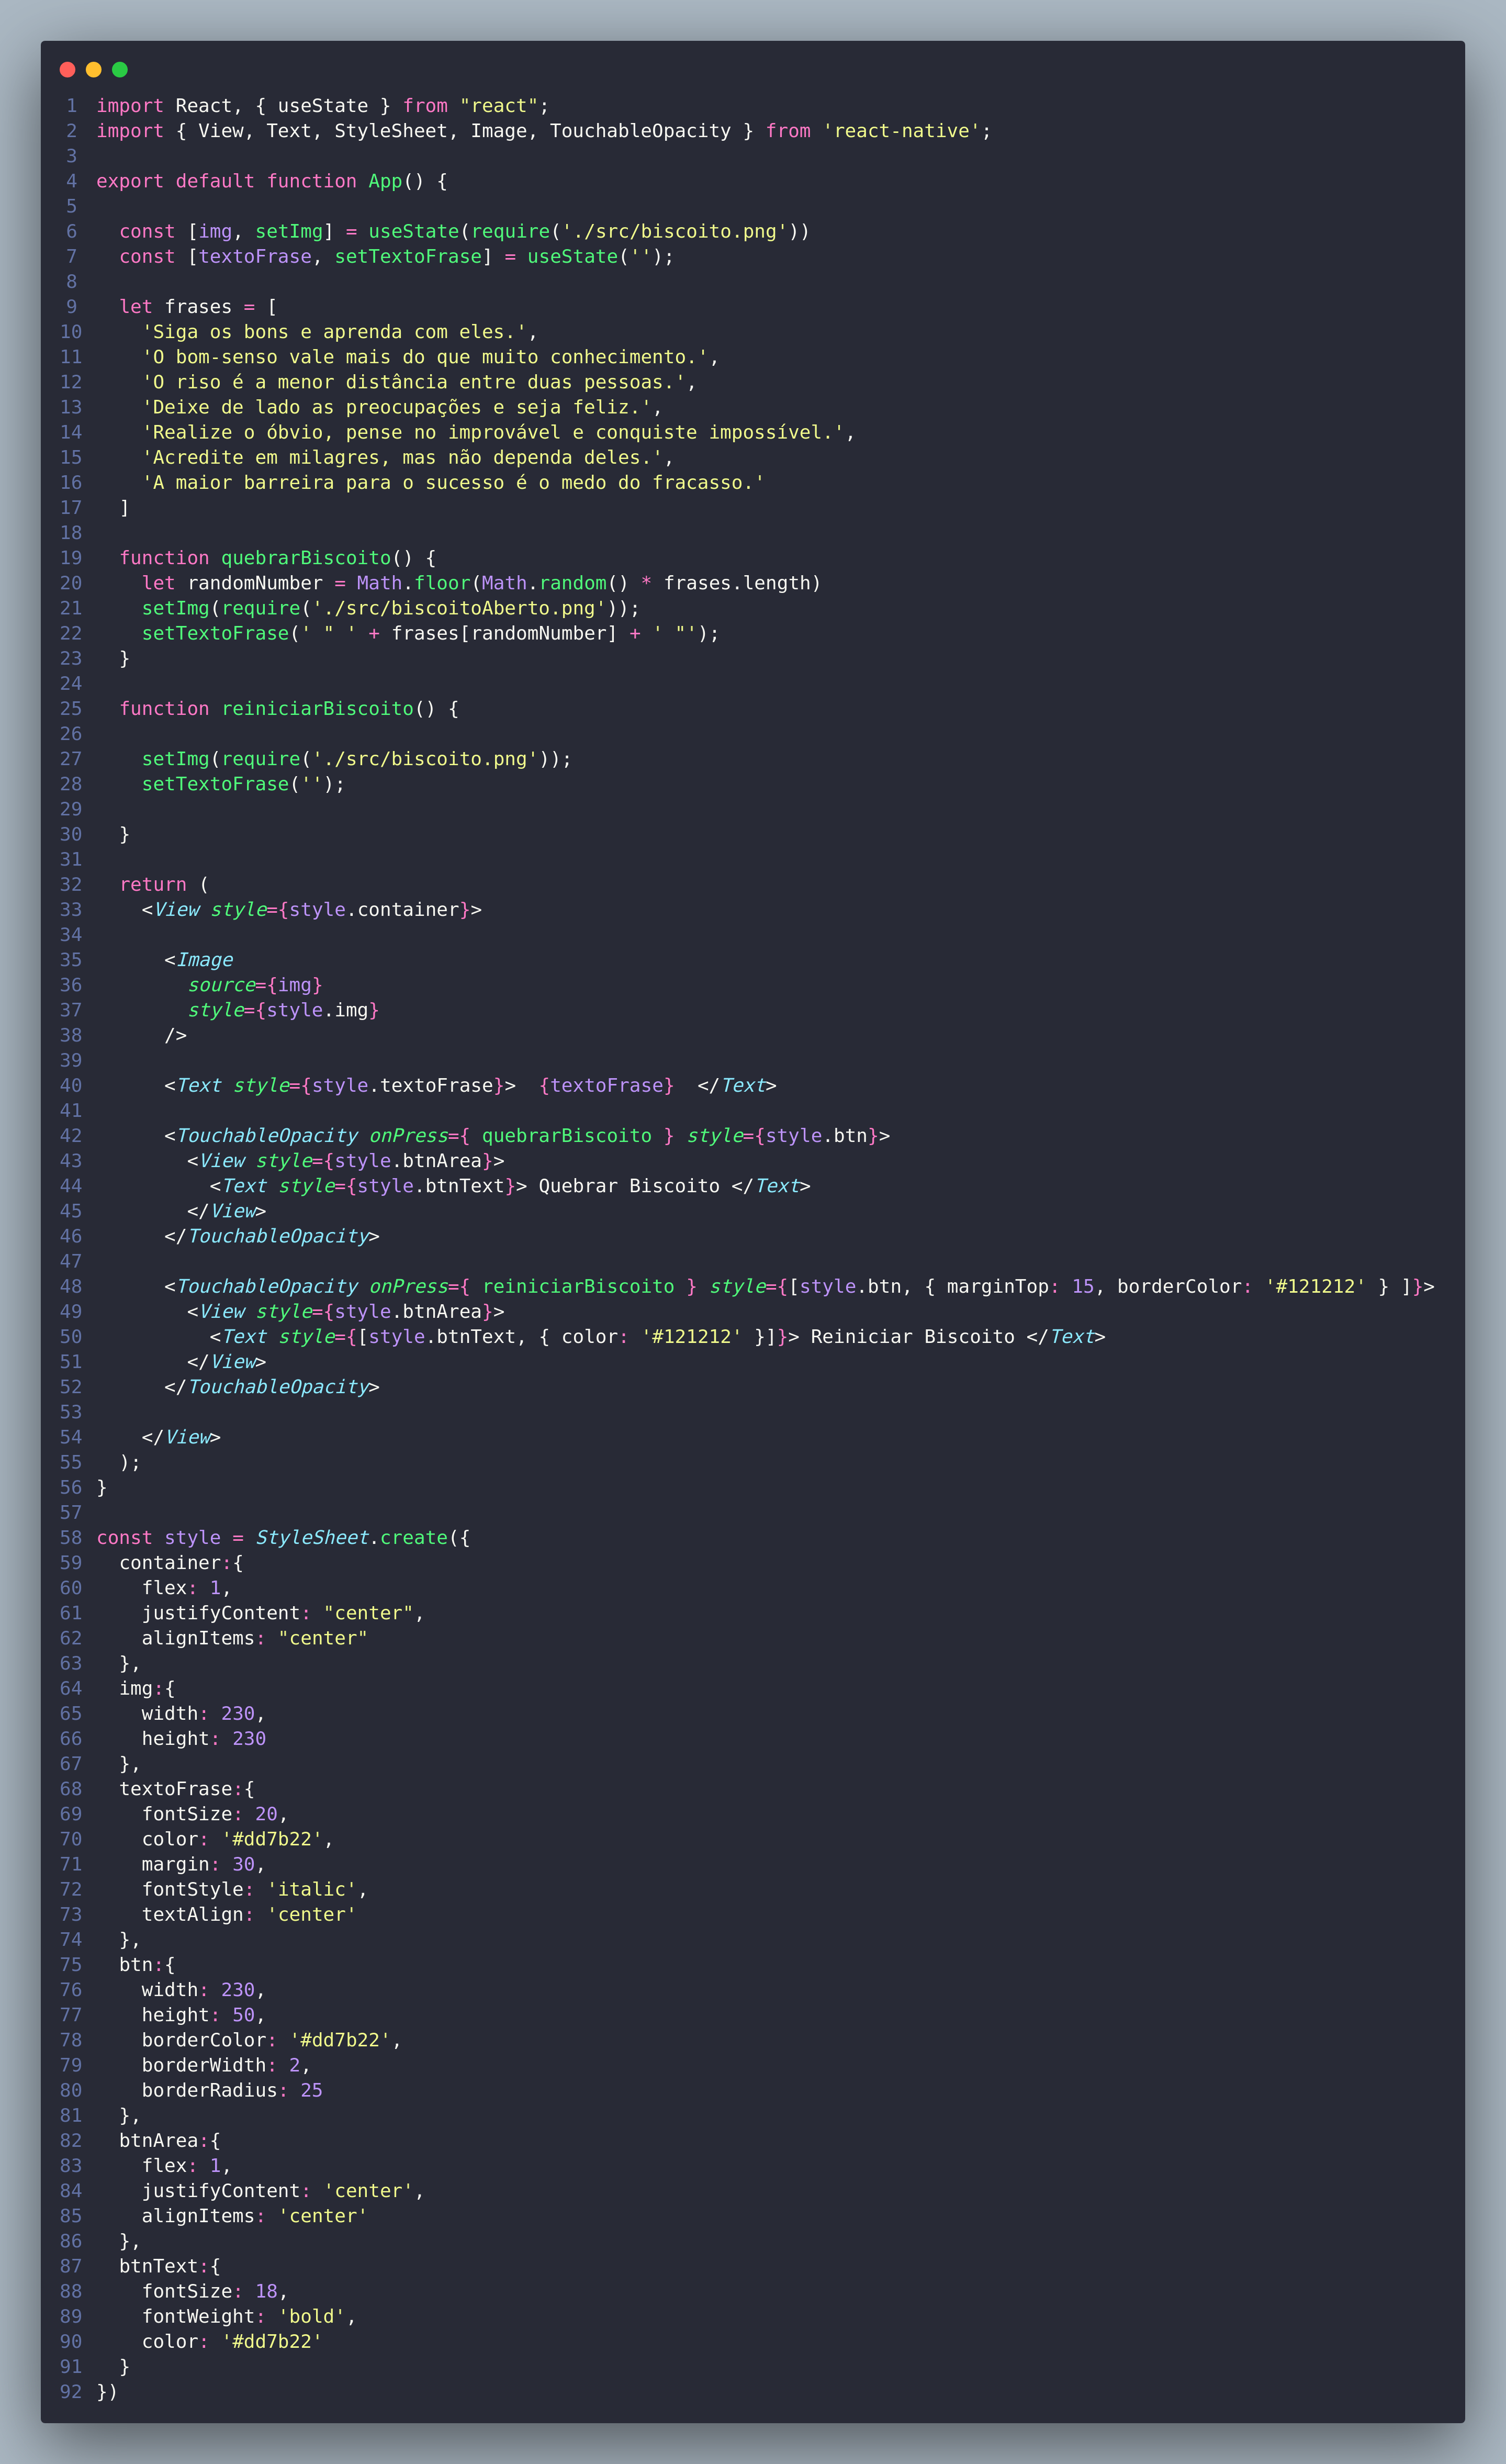 1 import React, { useState } from "react";
2 import { View, Text, StyleSheet, Image, TouchableOpacity } from 'react-native';
3
4 export default function App() {
5
6   const [img, setImg] = useState(require('./src/biscoito.png'))
7   const [textoFrase, setTextoFrase] = useState('');
8
9   let frases = [
10     'Siga os bons e aprenda com eles.',
11     'O bom-senso vale mais do que muito conhecimento.',
12     'O riso é a menor distância entre duas pessoas.',
13     'Deixe de lado as preocupações e seja feliz.',
14     'Realize o óbvio, pense no improvável e conquiste impossível.',
15     'Acredite em milagres, mas não dependa deles.',
16     'A maior barreira para o sucesso é o medo do fracasso.'
17   ]
18
19   function quebrarBiscoito() {
20     let randomNumber = Math.floor(Math.random() * frases.length)
21     setImg(require('./src/biscoitoAberto.png'));
22     setTextoFrase(' " ' + frases[randomNumber] + ' "');
23   }
24
25   function reiniciarBiscoito() {
26
27     setImg(require('./src/biscoito.png'));
28     setTextoFrase('');
29
30   }
31
32   return (
33     <View style={style.container}>
34
35       <Image
36         source={img}
37         style={style.img}
38       />
39
40       <Text style={style.textoFrase}>  {textoFrase}  </Text>
41
42       <TouchableOpacity onPress={ quebrarBiscoito } style={style.btn}>
43         <View style={style.btnArea}>
44           <Text style={style.btnText}> Quebrar Biscoito </Text>
45         </View>
46       </TouchableOpacity>
47
48       <TouchableOpacity onPress={ reiniciarBiscoito } style={[style.btn, { marginTop: 15, borderColor: '#121212' } ]}>
49         <View style={style.btnArea}>
50           <Text style={[style.btnText, { color: '#121212' }]}> Reiniciar Biscoito </Text>
51         </View>
52       </TouchableOpacity>
53
54     </View>
55   );
56 }
57
58 const style = StyleSheet.create({
59   container:{
60     flex: 1,
61     justifyContent: "center",
62     alignItems: "center"
63   },
64   img:{
65     width: 230,
66     height: 230
67   },
68   textoFrase:{
69     fontSize: 20,
70     color: '#dd7b22',
71     margin: 30,
72     fontStyle: 'italic',
73     textAlign: 'center'
74   },
75   btn:{
76     width: 230,
77     height: 50,
78     borderColor: '#dd7b22',
79     borderWidth: 2,
80     borderRadius: 25
81   },
82   btnArea:{
83     flex: 1,
84     justifyContent: 'center',
85     alignItems: 'center'
86   },
87   btnText:{
88     fontSize: 18,
89     fontWeight: 'bold',
90     color: '#dd7b22'
91   }
92 })